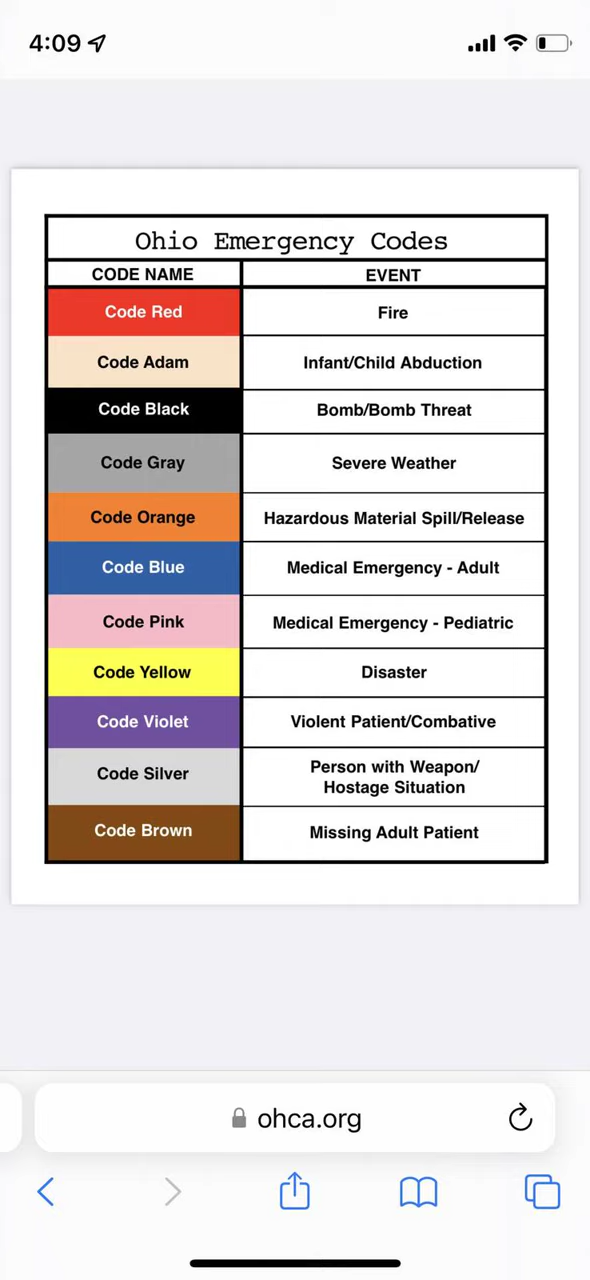 4:09
Ohio Emergency Codes
CODE NAME EVENT
Code Red Fire
Code Adam Infant/Child Abduction
Code Black Bomb/Bomb Threat
Code Gray Severe Weather
Code Orange Hazardous Material Spill/Release
Code Blue Medical Emergency - Adult
Code Pink Medical Emergency - Pediatric
Code Yellow Disaster
Code Violet Violent Patient/Combative
Code Silver Person with Weapon/
Hostage Situation
Code Brown Missing Adult Patient
ohca.org